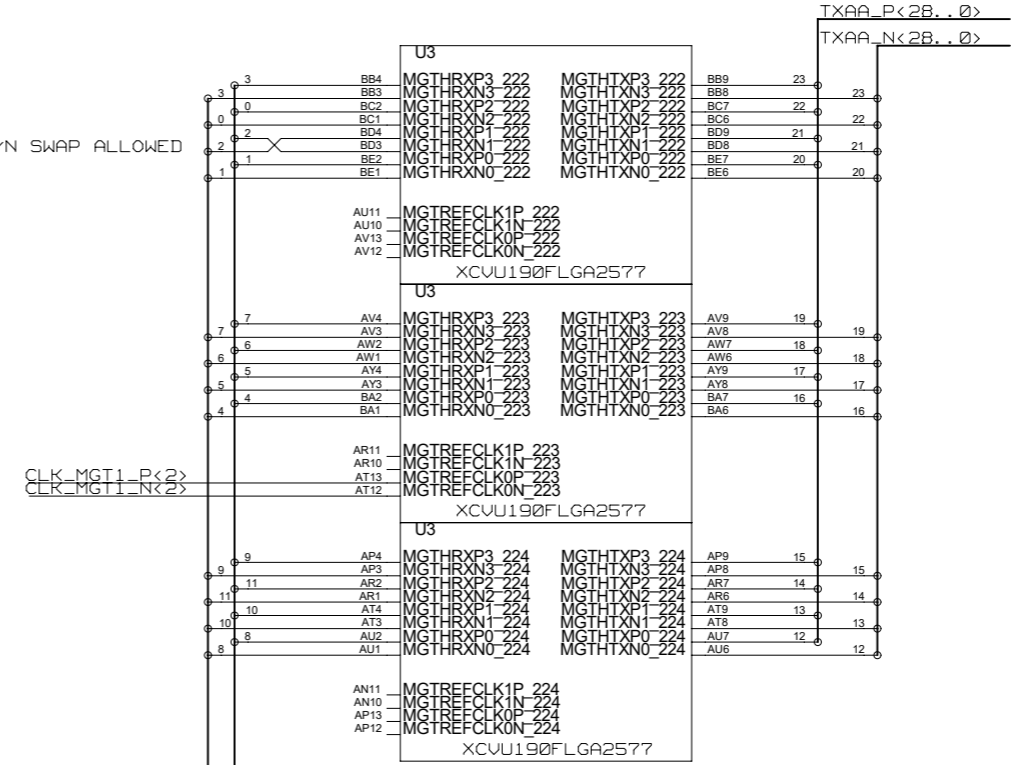 TXAA_P<28..0>
TXAA_N<28..0>
U3
3 BB4 MGTHRXP3_222 MGTHTXP3_222 BB9 23
3 BB3 MGTHRXN3_222 MGTHTXN3_222 BB8 23
0 BC2 MGTHRXP2_222 MGTHTXP2_222 BC7 22
0 BC1 MGTHRXN2_222 MGTHTXN2_222 BC6 22
2 BD4 MGTHRXP1_222 MGTHTXP1_222 BD9 21
N SWAP ALLOWED 2 BD3 MGTHRXN1_222 MGTHTXN1_222 BD8 21
1 BE2 MGTHRXP0_222 MGTHTXP0_222 BE7 20
1 BE1 MGTHRXN0_222 MGTHTXN0_222 BE6 20
AU11 MGTREFCLK1P_222
AU10 MGTREFCLK1N_222
AV13 MGTREFCLK0P_222
AV12 MGTREFCLK0N_222
XCVU190FLGA2577
U3
7 AV4 MGTHRXP3_223 MGTHTXP3_223 AV9 19
7 AV3 MGTHRXN3_223 MGTHTXN3_223 AV8 19
6 AW2 MGTHRXP2_223 MGTHTXP2_223 AW7 18
6 AW1 MGTHRXN2_223 MGTHTXN2_223 AW6 18
5 AY4 MGTHRXP1_223 MGTHTXP1_223 AY9 17
5 AY3 MGTHRXN1_223 MGTHTXN1_223 AY8 17
4 BA2 MGTHRXP0_223 MGTHTXP0_223 BA7 16
4 BA1 MGTHRXN0_223 MGTHTXN0_223 BA6 16
AR11 MGTREFCLK1P_223
AR10 MGTREFCLK1N_223
CLK_MGT1_P<2> AT13 MGTREFCLK0P_223
CLK_MGT1_N<2> AT12 MGTREFCLK0N_223
XCVU190FLGA2577
U3
9 AP4 MGTHRXP3_224 MGTHTXP3_224 AP9 15
9 AP3 MGTHRXN3_224 MGTHTXN3_224 AP8 15
11 AR2 MGTHRXP2_224 MGTHTXP2_224 AR7 14
11 AR1 MGTHRXN2_224 MGTHTXN2_224 AR6 14
10 AT4 MGTHRXP1_224 MGTHTXP1_224 AT9 13
10 AT3 MGTHRXN1_224 MGTHTXN1_224 AT8 13
8 AU2 MGTHRXP0_224 MGTHTXP0_224 AU7 12
8 AU1 MGTHRXN0_224 MGTHTXN0_224 AU6 12
AN11 MGTREFCLK1P_224
AN10 MGTREFCLK1N_224
AP13 MGTREFCLK0P_224
AP12 MGTREFCLK0N_224
XCVU190FLGA2577